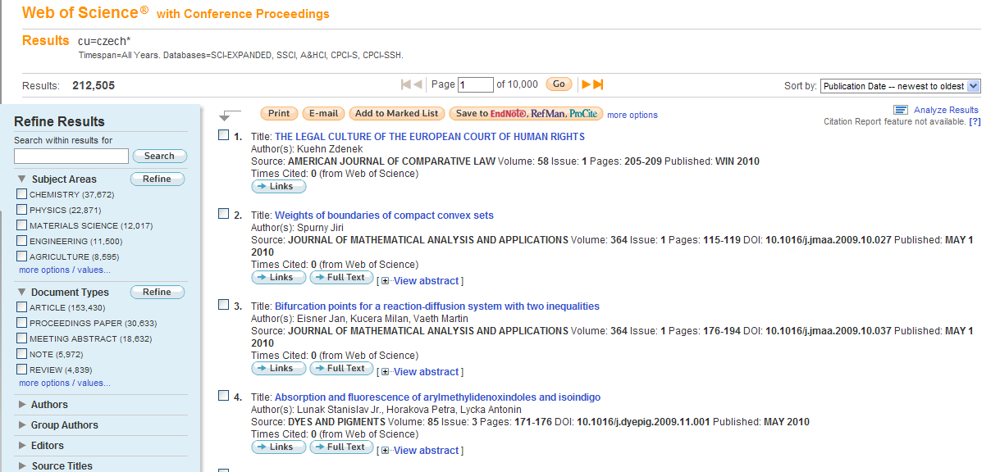 Web of Science® with Conference Proceedings
Results cu=czech*
Timespan=All Years. Databases=SCI-EXPANDED, SSCI, A&HCI, CPCI-S, CPCI-SSH.
Results: 212,505
Page 1 of 10,000 Go
Sort by: Publication Date -- newest to oldest
Refine Results
Search within results for
Search
Subject Areas Refine
CHEMISTRY (37,672)
PHYSICS (22,871)
MATERIALS SCIENCE (12,017)
ENGINEERING (11,500)
AGRICULTURE (8,595)
more options / values...
Document Types Refine
ARTICLE (153,430)
PROCEEDINGS PAPER (30,633)
MEETING ABSTRACT (18,632)
NOTE (5,972)
REVIEW (4,839)
more options / values...
Authors
Group Authors
Editors
Source Titles
Print E-mail Add to Marked List Save to EndNote, RefMan, ProCite more options
Analyze Results
Citation Report feature not available. [?]
1. Title: THE LEGAL CULTURE OF THE EUROPEAN COURT OF HUMAN RIGHTS
Author(s): Kuehn Zdenek
Source: AMERICAN JOURNAL OF COMPARATIVE LAW Volume: 58 Issue: 1 Pages: 205-209 Published: WIN 2010
Times Cited: 0 (from Web of Science)
Links
2. Title: Weights of boundaries of compact convex sets
Author(s): Spurny Jiri
Source: JOURNAL OF MATHEMATICAL ANALYSIS AND APPLICATIONS Volume: 364 Issue: 1 Pages: 115-119 DOI: 10.1016/j.jmaa.2009.10.027 Published: MAY 1
2010
Times Cited: 0 (from Web of Science)
Links Full Text [ View abstract ]
3. Title: Bifurcation points for a reaction-diffusion system with two inequalities
Author(s): Eisner Jan, Kucera Milan, Vaeth Martin
Source: JOURNAL OF MATHEMATICAL ANALYSIS AND APPLICATIONS Volume: 364 Issue: 1 Pages: 176-194 DOI: 10.1016/j.jmaa.2009.10.037 Published: MAY 1
2010
Times Cited: 0 (from Web of Science)
Links Full Text [ View abstract ]
4. Title: Absorption and fluorescence of arylmethylidenoxindoles and isoindigo
Author(s): Lunak Stanislav Jr., Horakova Petra, Lycka Antonin
Source: DYES AND PIGMENTS Volume: 85 Issue: 3 Pages: 171-176 DOI: 10.1016/j.dyepig.2009.11.001 Published: MAY 2010
Times Cited: 0 (from Web of Science)
Links Full Text [ View abstract ]